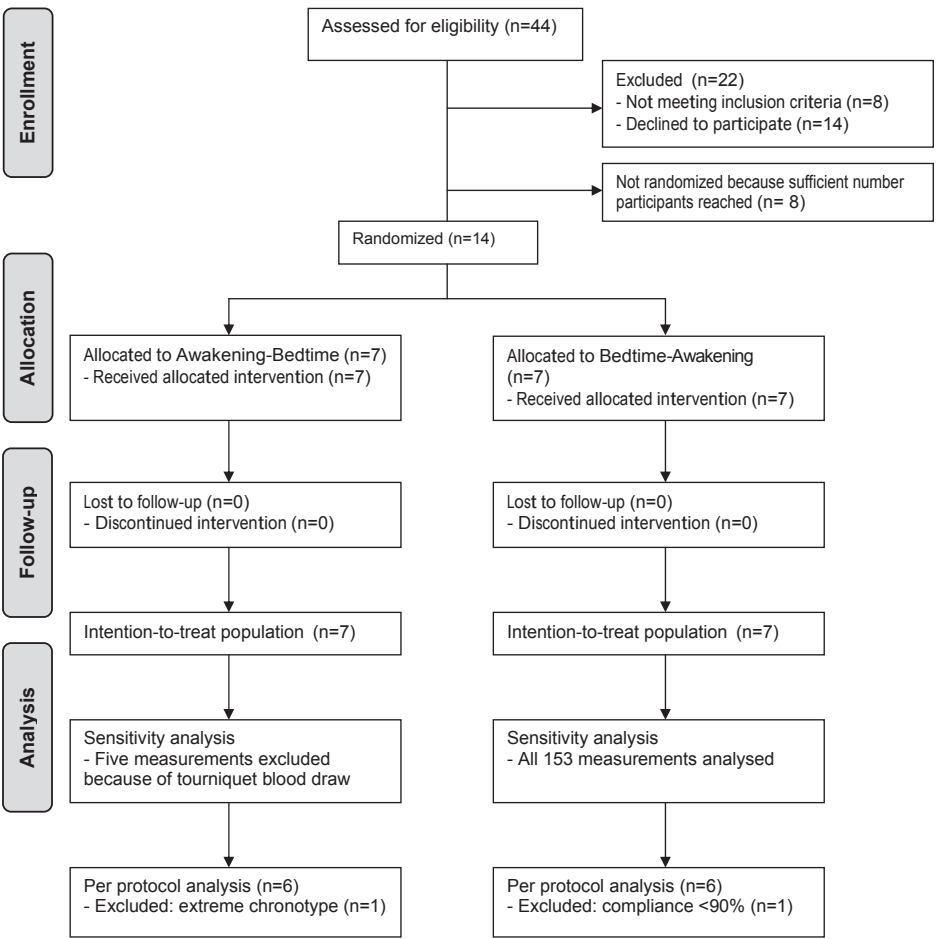 Enrollment
Assessed for eligibility (n=44)
Excluded (n=22)
- Not meeting inclusion criteria (n=8)
- Declined to participate (n=14)
Not randomized because sufficient number
participants reached (n= 8)
Randomized (n=14)
Allocation
Allocated to Awakening-Bedtime (n=7)
- Received allocated intervention (n=7)
Allocated to Bedtime-Awakening
(n=7)
- Received allocated intervention (n=7)
Follow-up
Lost to follow-up (n=0)
- Discontinued intervention (n=0)
Lost to follow-up (n=0)
- Discontinued intervention (n=0)
Intention-to-treat population (n=7)
Intention-to-treat population (n=7)
Analysis
Sensitivity analysis
- Five measurements excluded
because of tourniquet blood draw
Sensitivity analysis
- All 153 measurements analysed
Per protocol analysis (n=6)
- Excluded: extreme chronotype (n=1)
Per protocol analysis (n=6)
- Excluded: compliance <90% (n=1)